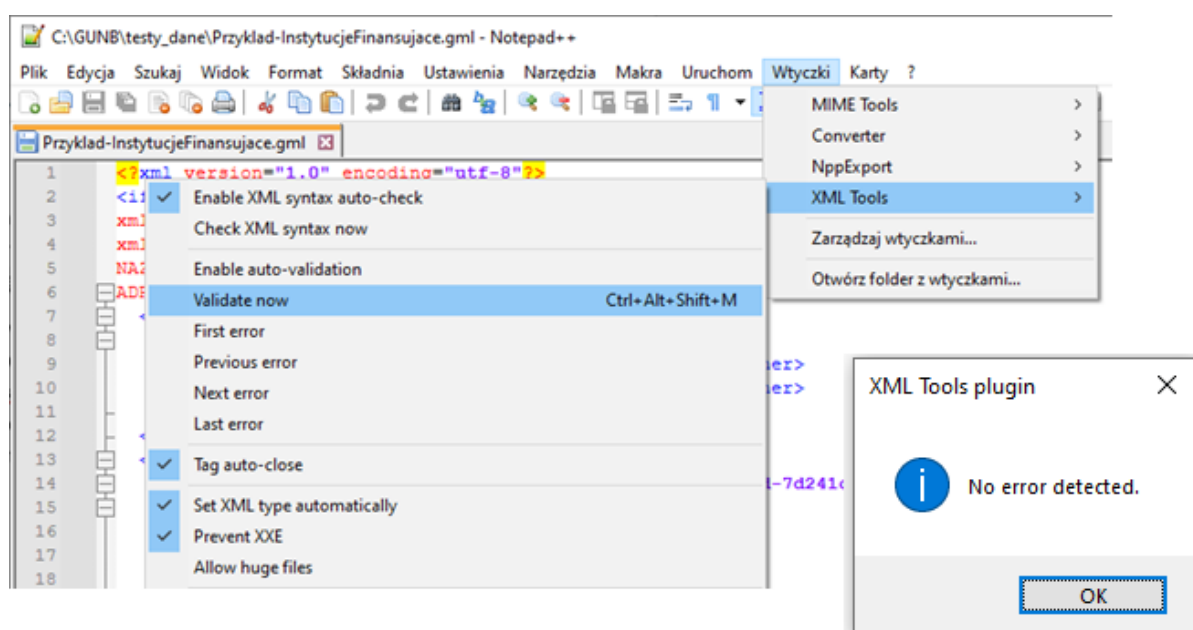 C:\GUNB\testy_dane\Przyklad-InstytucjeFinansujace.gml - Notepad++
Plik Edycja Szukaj Widok Format Składnia Ustawienia Narzędzia Makra Uruchom Wtyczki Karty ?
MIME Tools
Converter
NppExport
XML Tools
Zarządzaj wtyczkami...
Otwórz folder z wtyczkami...
Przyklad-InstytucjeFinansujace.gml
1 <?xml version="1.0" encoding="utf-8"?>
2
3
4
5
6
7
8
9 er>
10 er>
11
12
13
14
15
16
17
18
Enable XML syntax auto-check
Check XML syntax now
Enable auto-validation
Validate now Ctrl+Alt+Shift+M
First error
Previous error
Next error
Last error
Tag auto-close
Set XML type automatically
Prevent XXE
Allow huge files
XML Tools plugin
No error detected.
OK